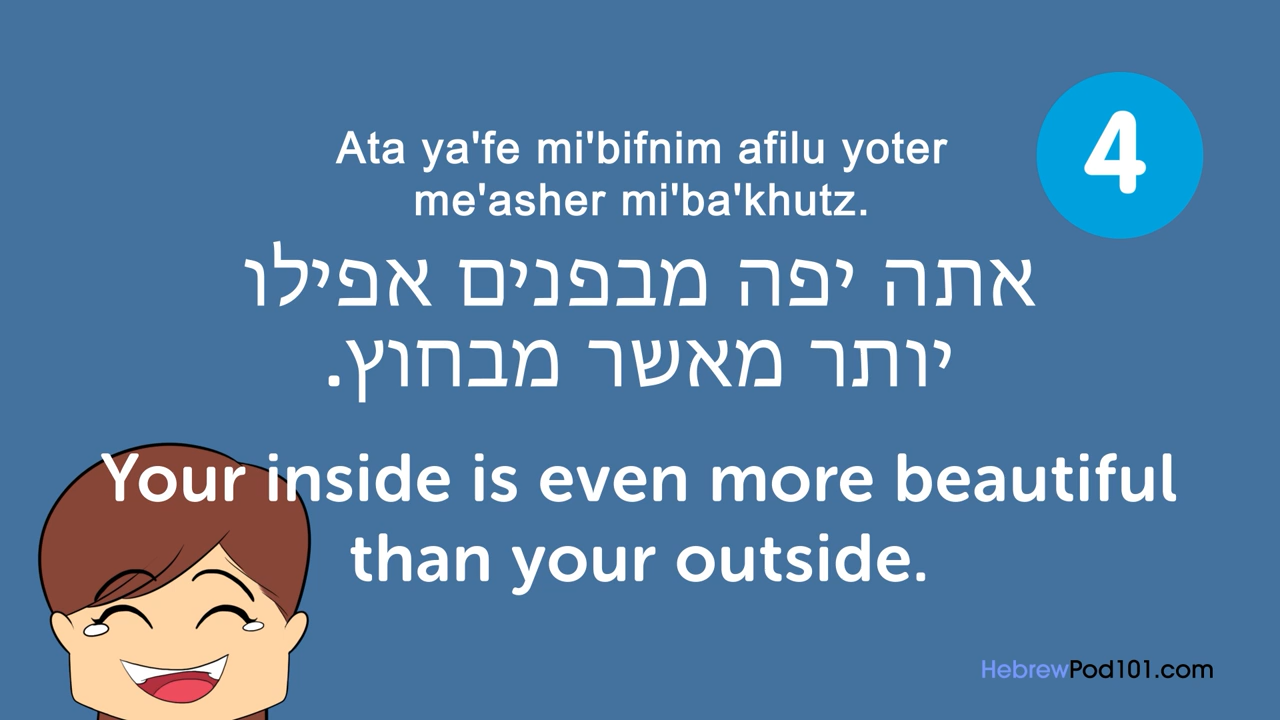 4
Ata ya'fe mi'bifnim afilu yoter
me'asher mi'ba'khutz.
אתה יפה מבפנים אפילו
יותר מאשר מבחוץ.
Your inside is even more beautiful
than your outside.
HebrewPod101.com